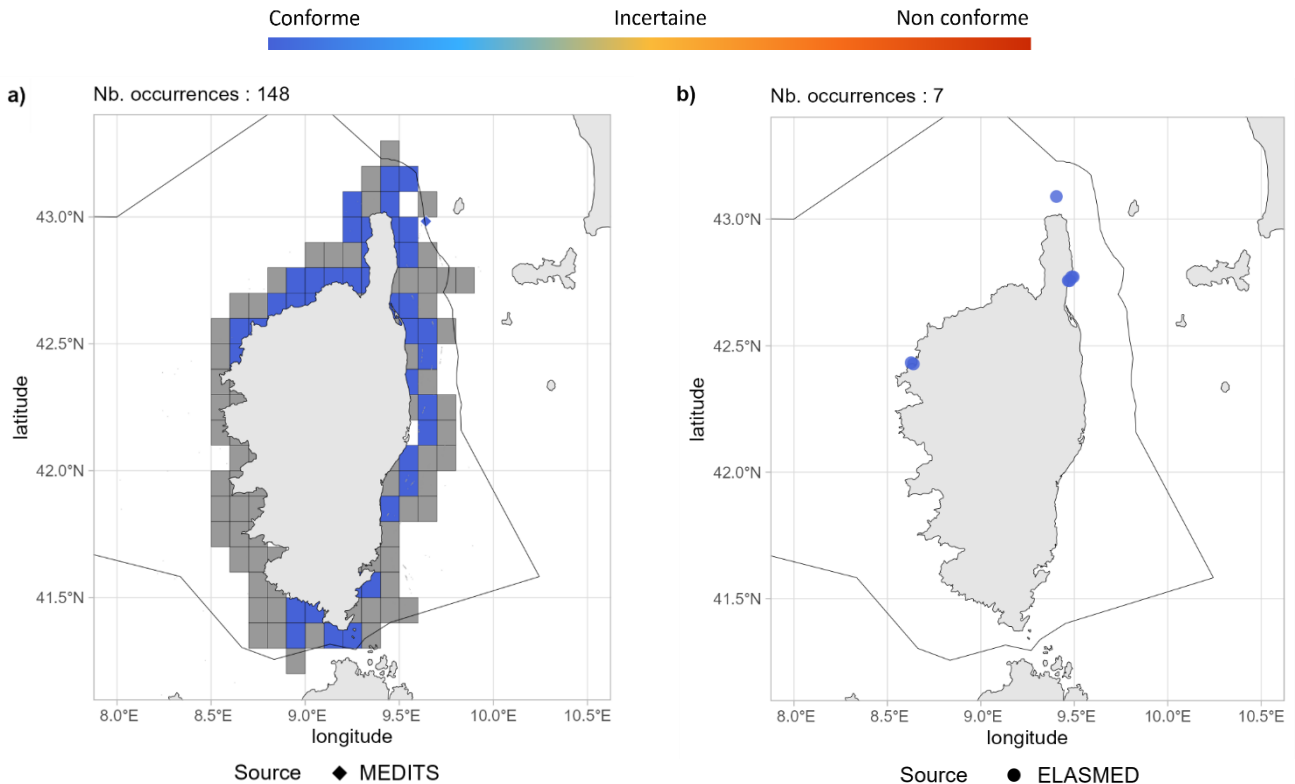 Conforme Incertaine Non conforme
a) Nb. occurrences : 148
43.0°N
42.5°N
42.0°N
41.5°N
latitude
8.0°E 8.5°E 9.0°E 9.5°E 10.0°E 10.5°E
longitude
Source MEDITS
b) Nb. occurrences : 7
43.0°N
42.5°N
42.0°N
41.5°N
latitude
8.0°E 8.5°E 9.0°E 9.5°E 10.0°E 10.5°E
longitude
Source ELASMED